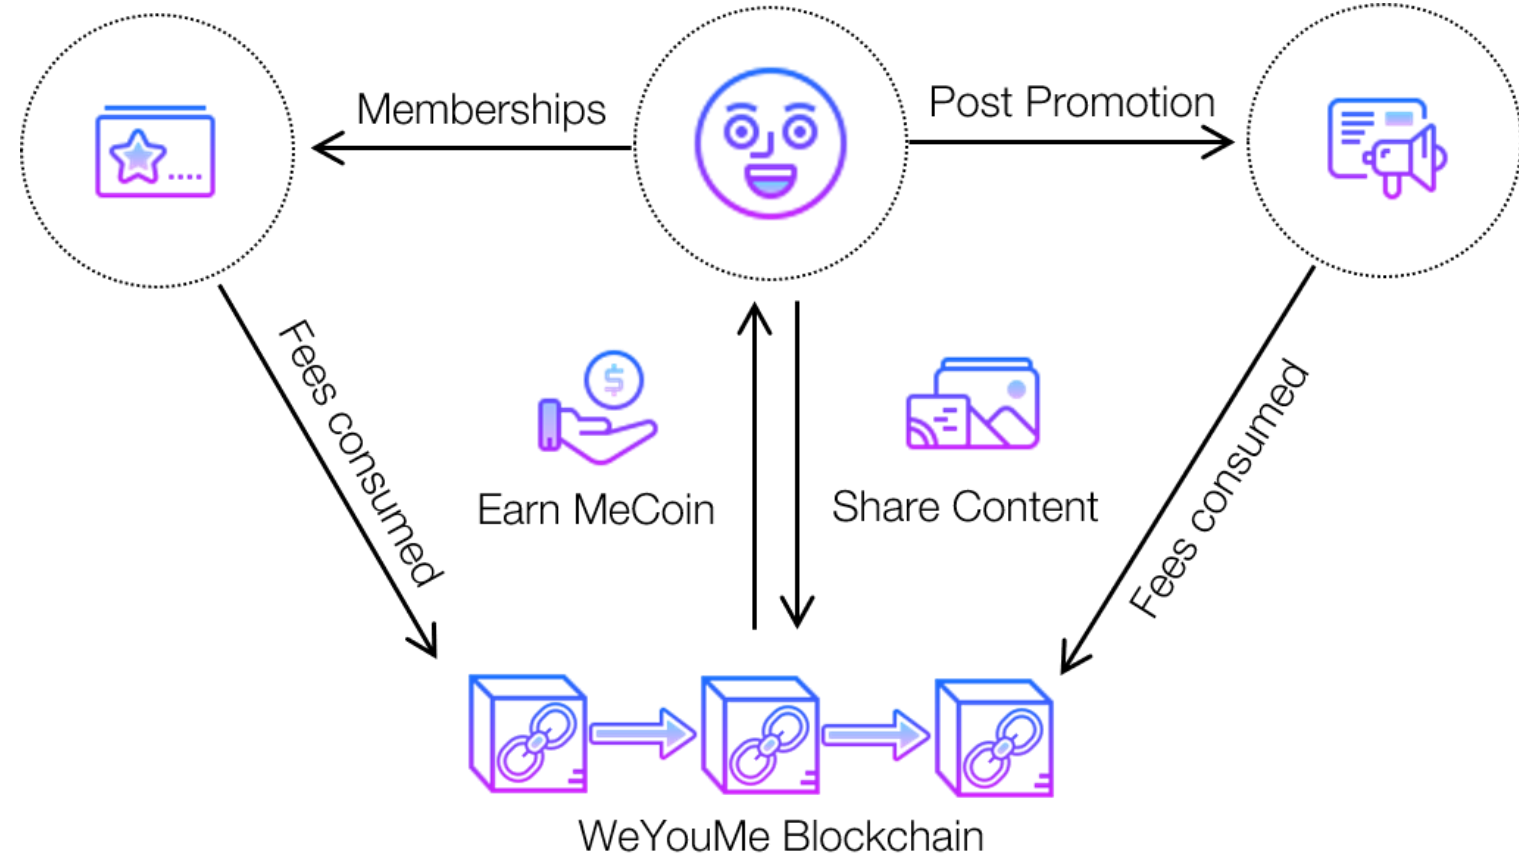 Memberships
Post Promotion
Fees consumed
$
Earn MeCoin
Share Content
Fees consumed
WeYouMe Blockchain